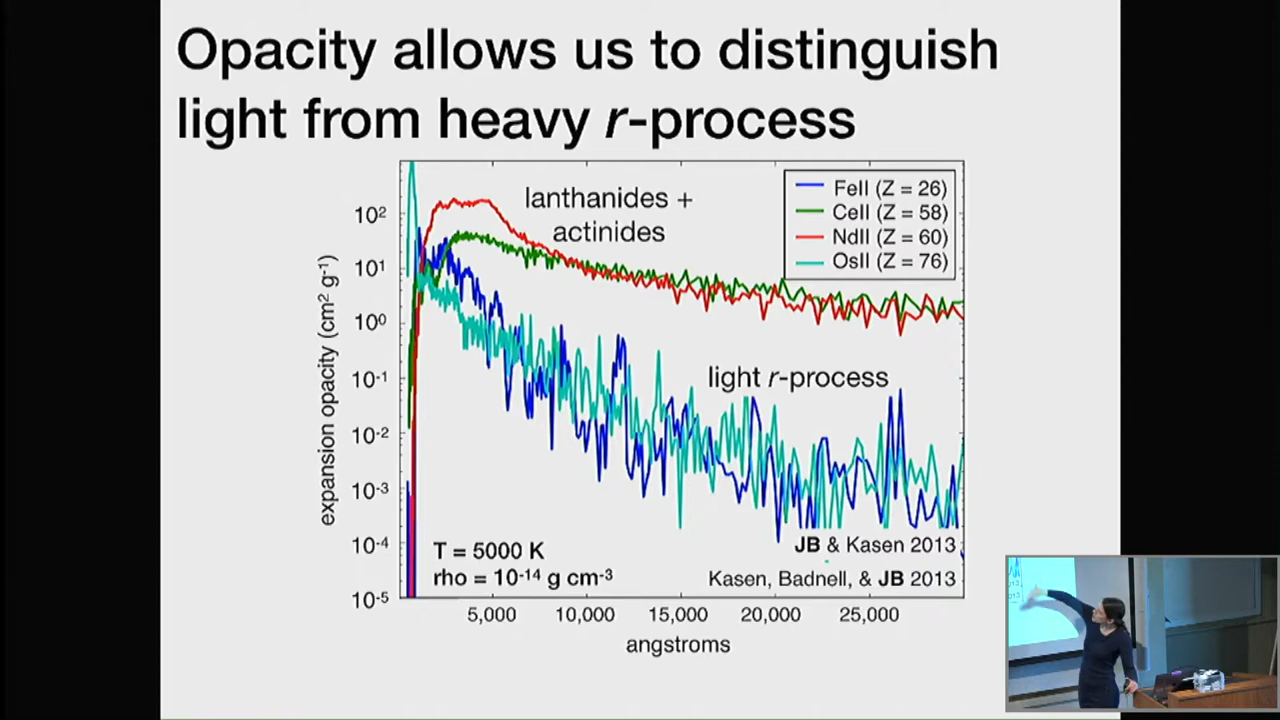 Opacity allows us to distinguish
light from heavy r-process
lanthanides +
actinides
FeII (Z = 26)
CeII (Z = 58)
NdII (Z = 60)
OsII (Z = 76)
light r-process
T = 5000 K
rho = 10⁻¹⁴ g cm⁻³
JB & Kasen 2013
Kasen, Badnell, & JB 2013
expansion opacity (cm² g⁻¹)
10²
10¹
10⁰
10⁻¹
10⁻²
10⁻³
10⁻⁴
10⁻⁵
5,000 10,000 15,000 20,000 25,000
angstroms